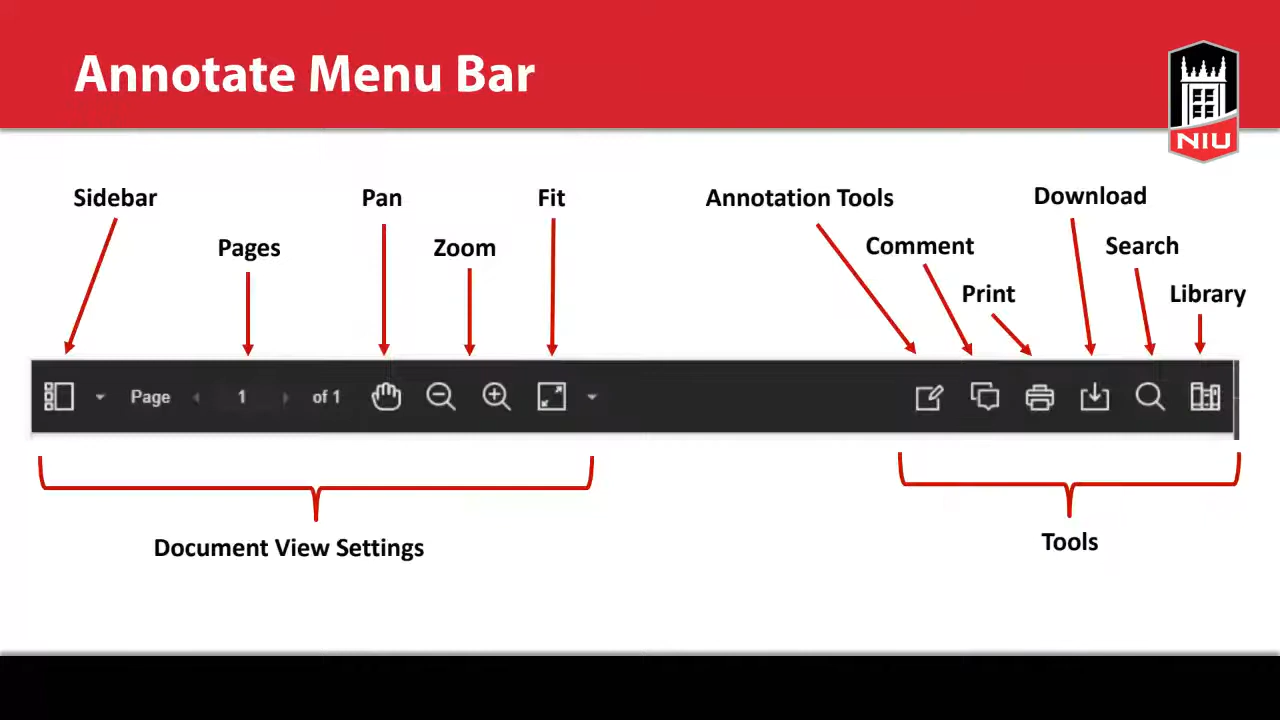 Annotate Menu Bar
NIU
Sidebar
Pan
Fit
Annotation Tools
Download
Pages
Zoom
Comment
Search
Print
Library
Page 1 of 1
Document View Settings
Tools